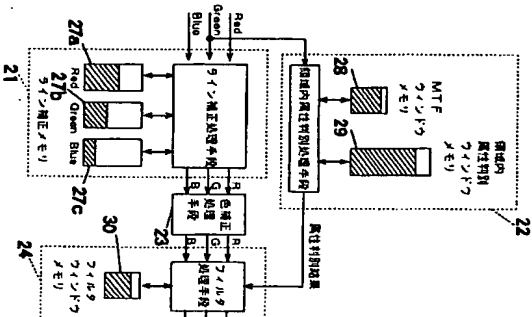 22
領域内
属性判別
ウィンドウ
メモリ
29
MTF
ウィンドウ
メモリ
28
領域内属性判別処理手段
属性判別結果
Red
Green
Blue
ライン補正処理手段
27a
Red
27b
Green
Blue
27c
ライン補正メモリ
21
R
G
B
色補正
処理
手段
23
R
G
B
フィルタ
処理手段
30
フィルタ
ウィンドウ
メモリ
24